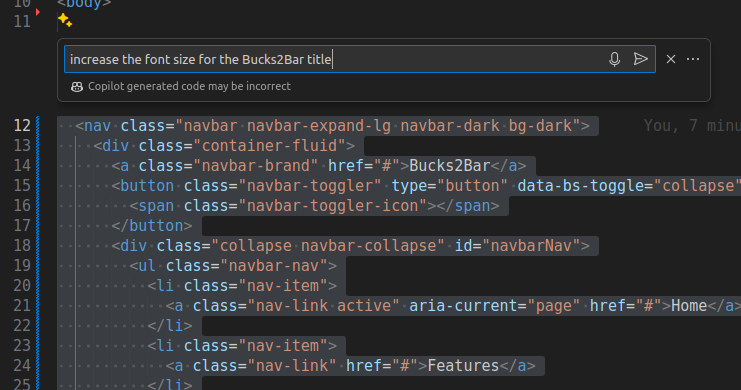 10 <body>
11
increase the font size for the Bucks2Bar title
Copilot generated code may be incorrect
12 <nav class="navbar navbar-expand-lg navbar-dark bg-dark"> You, 7 minu
13 <div class="container-fluid">
14 <a class="navbar-brand" href="#">Bucks2Bar</a>
15 <button class="navbar-toggler" type="button" data-bs-toggle="collapse"
16 <span class="navbar-toggler-icon"></span>
17 </button>
18 <div class="collapse navbar-collapse" id="navbarNav">
19 <ul class="navbar-nav">
20 <li class="nav-item">
21 <a class="nav-link active" aria-current="page" href="#">Home</a>
22 </li>
23 <li class="nav-item">
24 <a class="nav-link" href="#">Features</a>
25 </li>